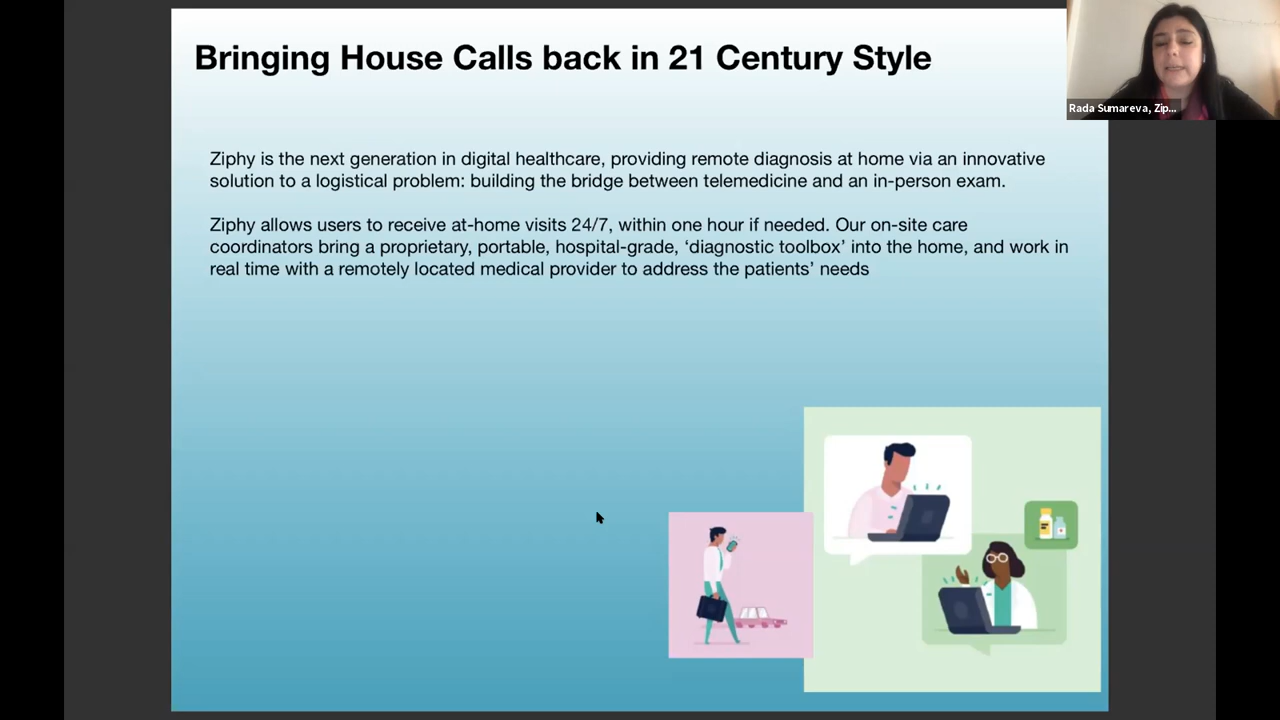 Bringing House Calls back in 21 Century Style
Rada Sumareva, Zip...
Ziphy is the next generation in digital healthcare, providing remote diagnosis at home via an innovative
solution to a logistical problem: building the bridge between telemedicine and an in-person exam.
Ziphy allows users to receive at-home visits 24/7, within one hour if needed. Our on-site care
coordinators bring a proprietary, portable, hospital-grade, ‘diagnostic toolbox’ into the home, and work in
real time with a remotely located medical provider to address the patients’ needs